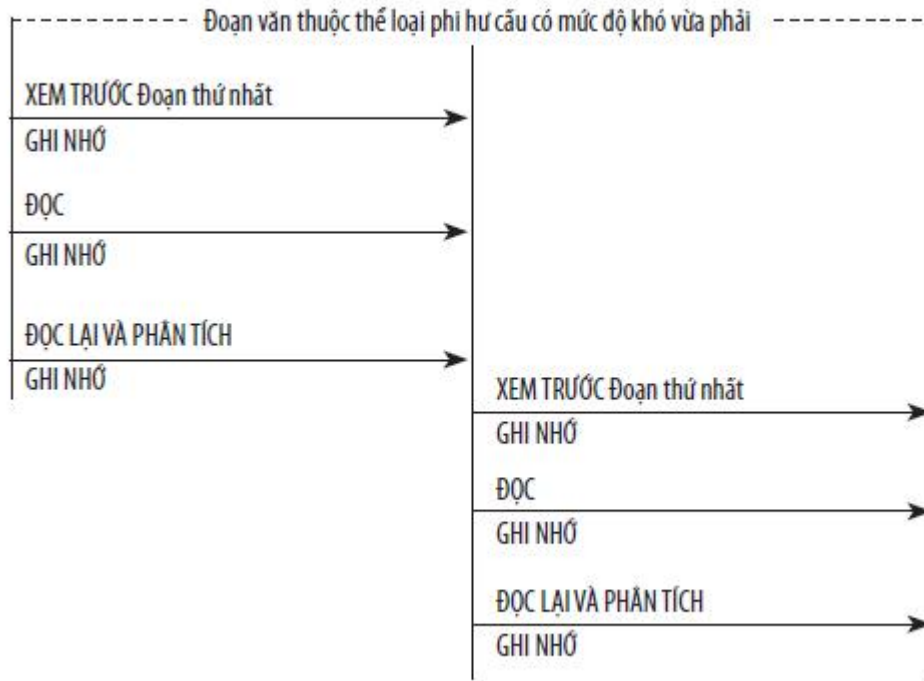 Đoạn văn thuộc thể loại phi hư cấu có mức dộ khó vừa phải
XEM TRƯỚC Đoạn thứ nhất
GHI NHỚ
ĐỌC
GHI NHỚ
ĐỌC LẠI VÀ PHÂN TÍCH
GHI NHỚ
XEM TRƯỚC Đoạn thứ nhất
GHI NHỚ
ĐỌC
GHI NHỚ
ĐỌC LẠI VÀ PHÂN TÍCH
GHI NHỚ